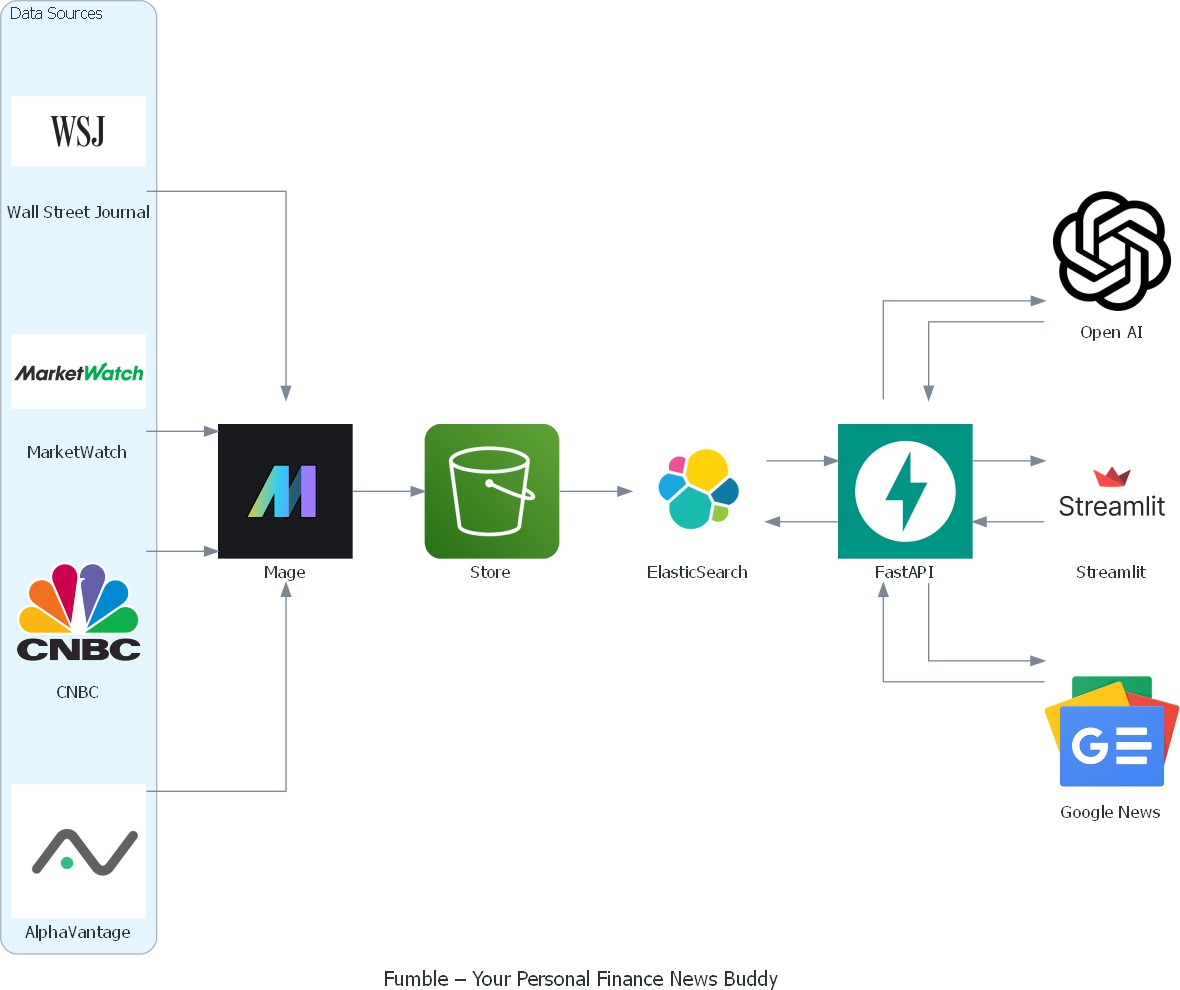 Data Sources
WSJ
Wall Street Journal
MarketWatch
MarketWatch
CNBC
CNBC
AlphaVantage
Mage
Store
ElasticSearch
FastAPI
Open AI
Streamlit
Streamlit
G
Google News
Fumble – Your Personal Finance News Buddy